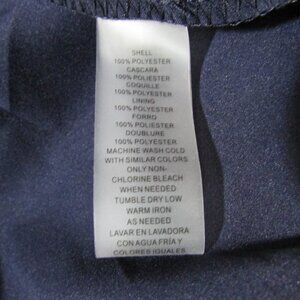 SHELL
100% POLYESTER
CASCARA
100% POLIESTER
COQUILLE
100% POLYESTER
LINING
100% POLYESTER
FORRO
100% POLIESTER
DOUBLURE
100% POLYESTER
MACHINE WASH COLD
WITH SIMILAR COLORS
ONLY NON-
CHLORINE BLEACH
WHEN NEEDED
TUMBLE DRY LOW
WARM IRON
AS NEEDED
LAVAR EN LAVADORA
CON AGUA FRÍA Y
COLORES SIMILARES